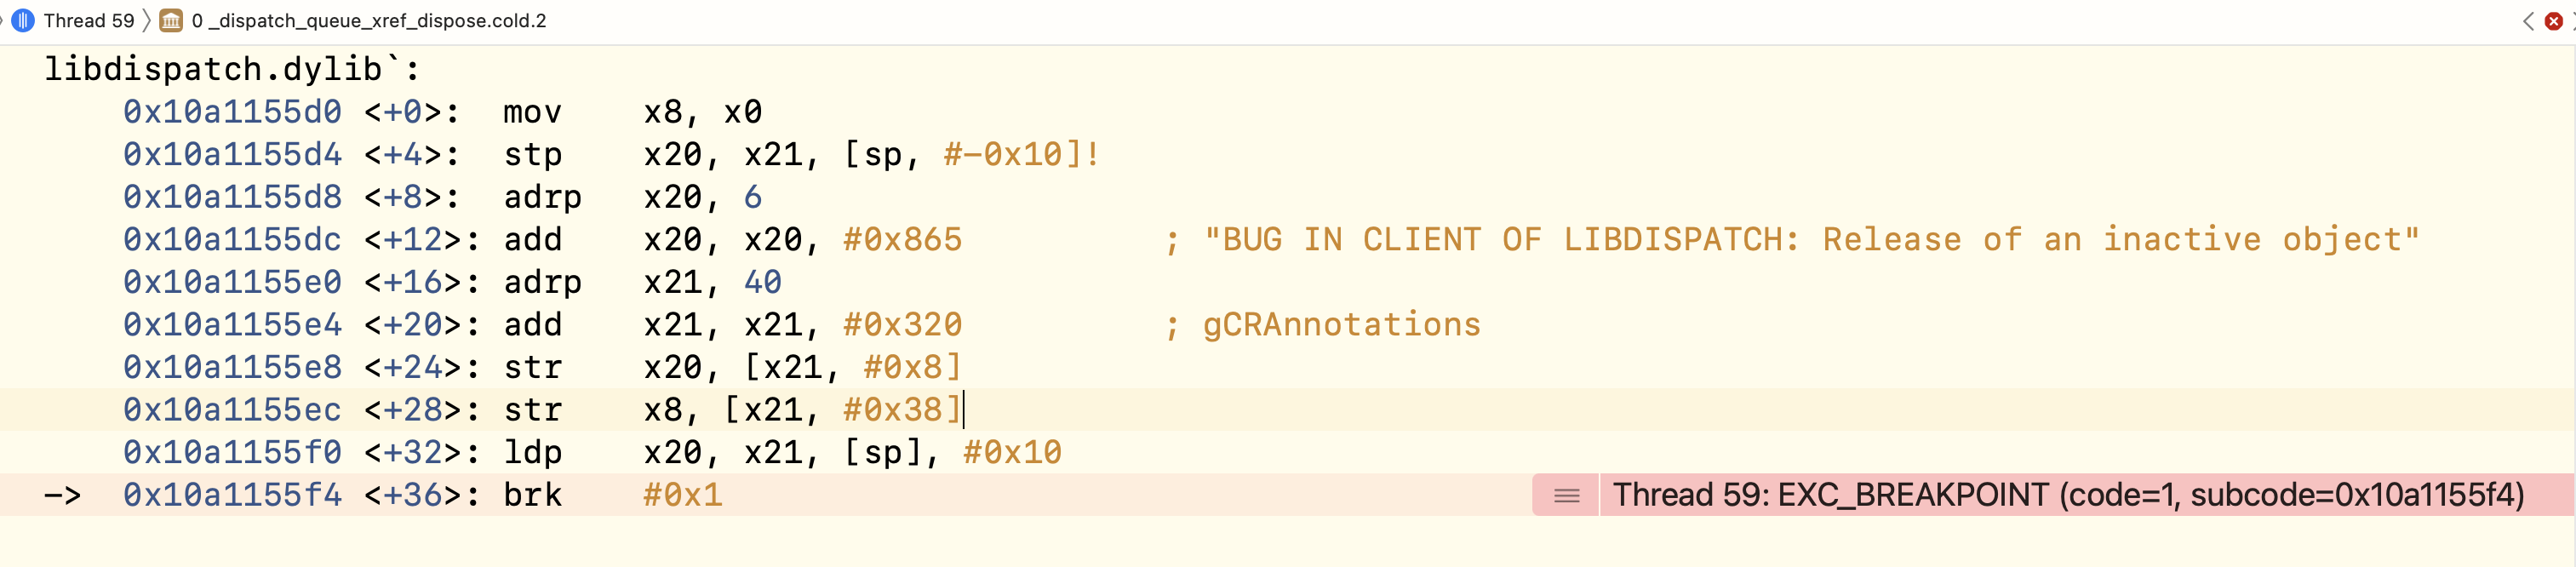 Thread 59 〉 0 _dispatch_queue_xref_dispose.cold.2
libdispatch.dylib`:
0x10a1155d0 <+0>: mov x8, x0
0x10a1155d4 <+4>: stp x20, x21, [sp, #-0x10]!
0x10a1155d8 <+8>: adrp x20, 6
0x10a1155dc <+12>: add x20, x20, #0x865 ; "BUG IN CLIENT OF LIBDISPATCH: Release of an inactive object"
0x10a1155e0 <+16>: adrp x21, 40
0x10a1155e4 <+20>: add x21, x21, #0x320 ; gCRAnnotations
0x10a1155e8 <+24>: str x20, [x21, #0x8]
0x10a1155ec <+28>: str x8, [x21, #0x38]
0x10a1155f0 <+32>: ldp x20, x21, [sp], #0x10
-> 0x10a1155f4 <+36>: brk #0x1 Thread 59: EXC_BREAKPOINT (code=1, subcode=0x10a1155f4)